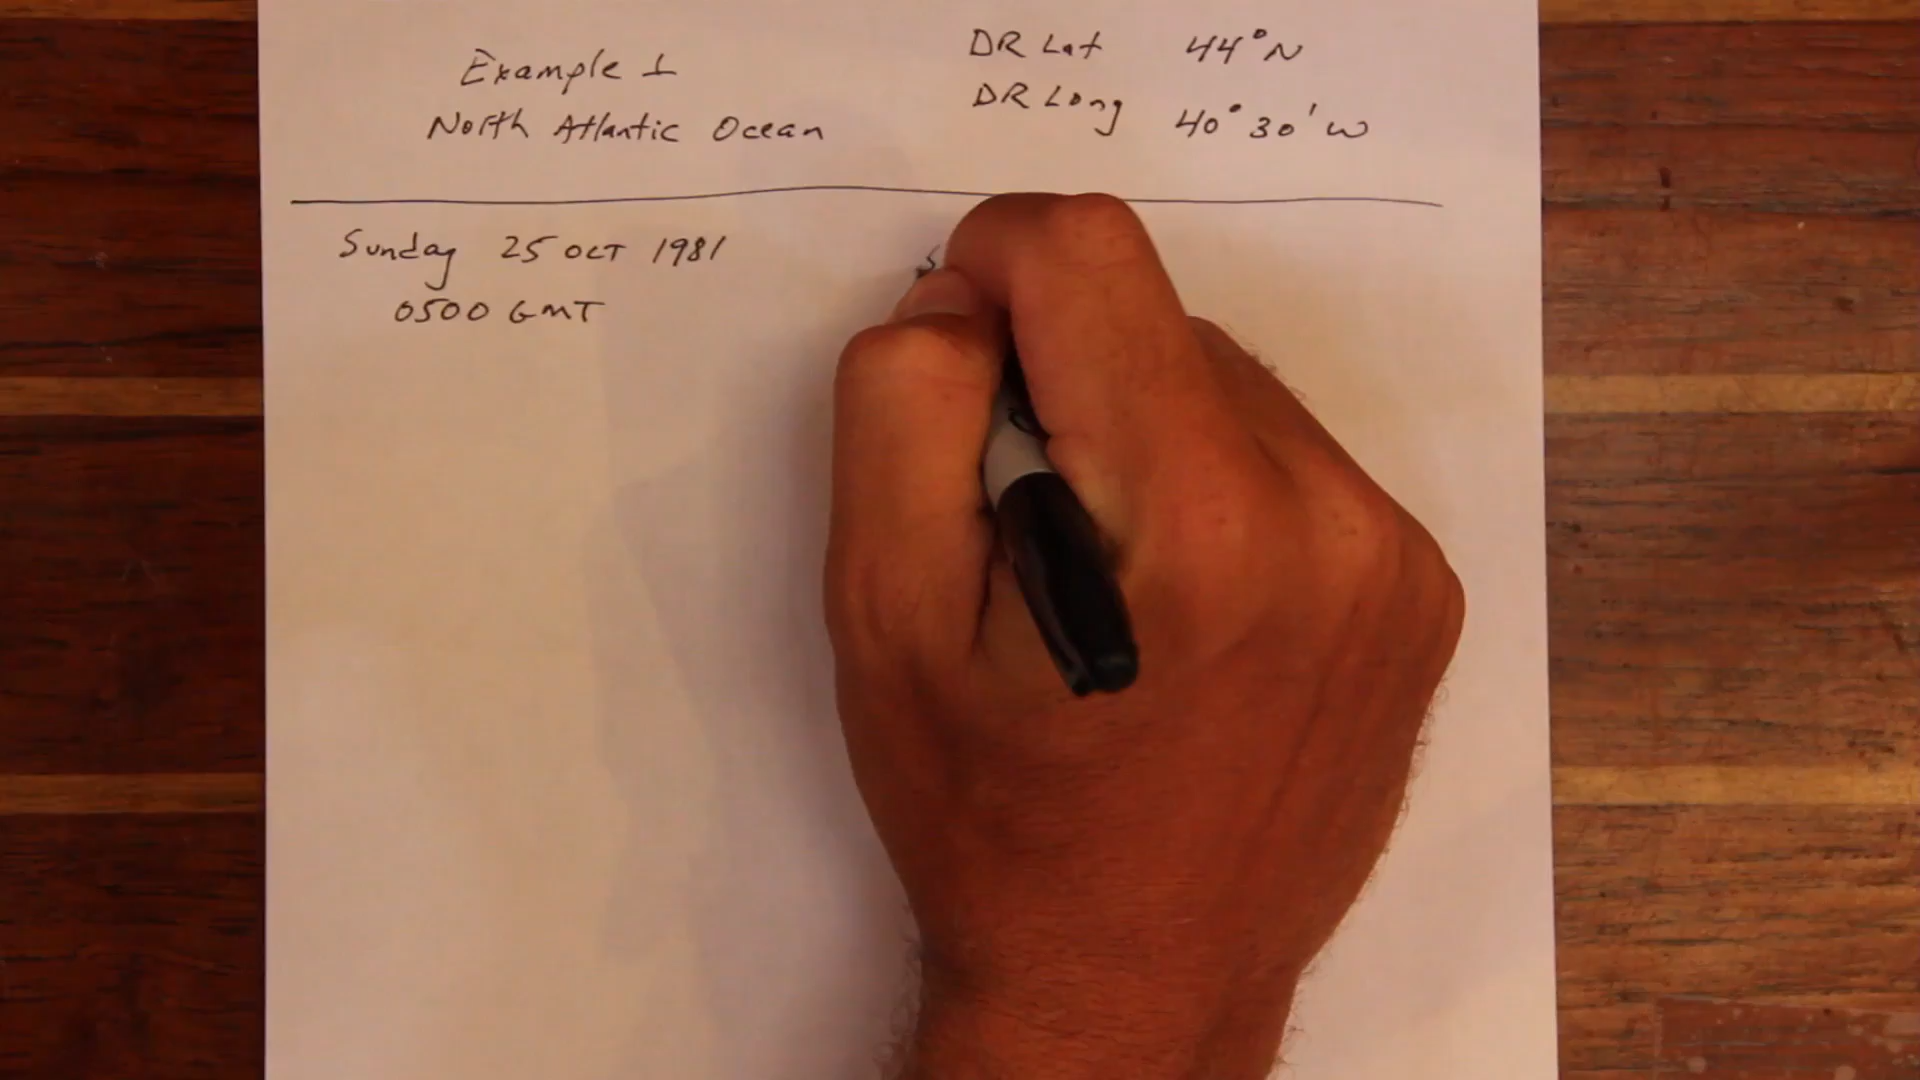 Example 1
North Atlantic Ocean
DR Lat 44°N
DR Long 40°30'W
Sunday 25 OCT 1981
0500 GMT
S